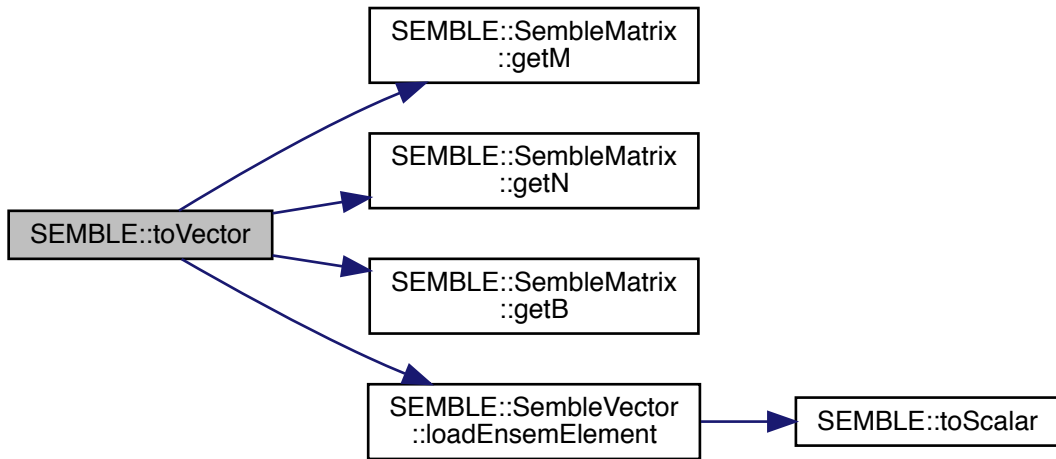 SEMBLE::SembleMatrix
::getM
SEMBLE::SembleMatrix
::getN
SEMBLE::toVector
SEMBLE::SembleMatrix
::getB
SEMBLE::SembleVector
::loadEnsemElement
SEMBLE::toScalar